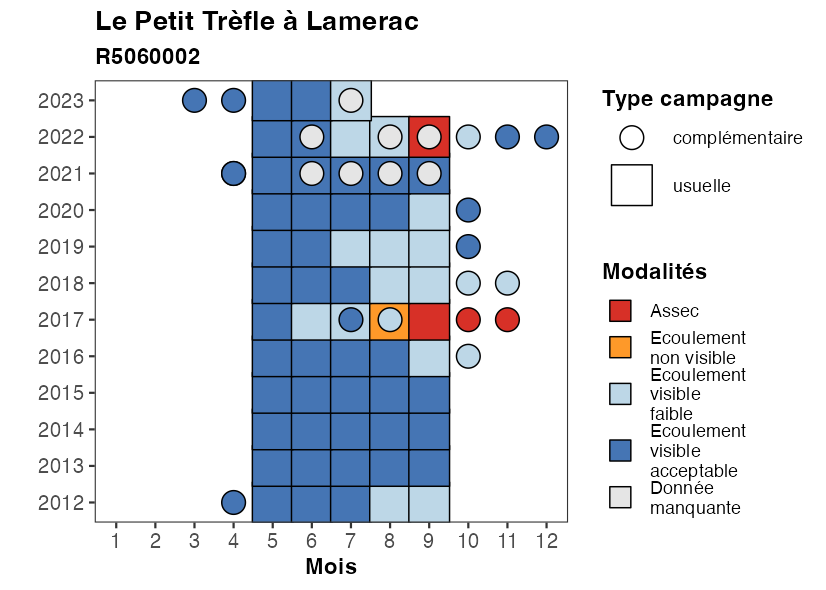 Le Petit Trèfle à Lamerac
R5060002
2023
2022
2021
2020
2019
2018
2017
2016
2015
2014
2013
2012
1 2 3 4 5 6 7 8 9 10 11 12
Mois
Type campagne
complémentaire
usuelle
Modalités
Assec
Ecoulement
non visible
Ecoulement
visible
faible
Ecoulement
visible
acceptable
Donnée
manquante